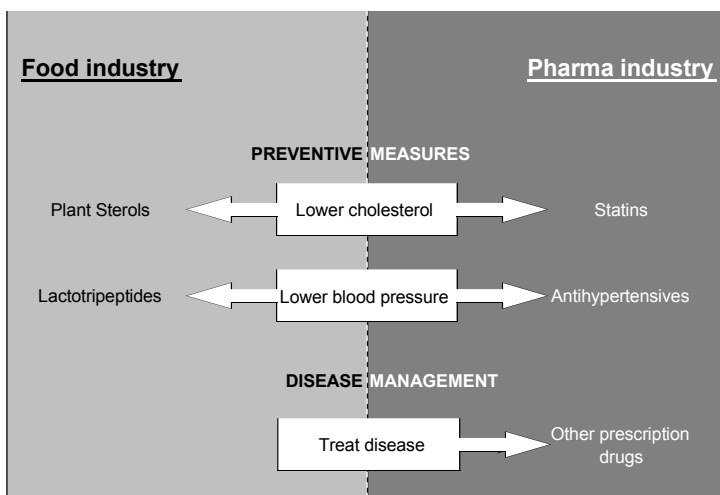 Food industry
Pharma industry
PREVENTIVE MEASURES
Plant Sterols
Lower cholesterol
Statins
Lactotripeptides
Lower blood pressure
Antihypertensives
DISEASE MANAGEMENT
Treat disease
Other prescription
drugs